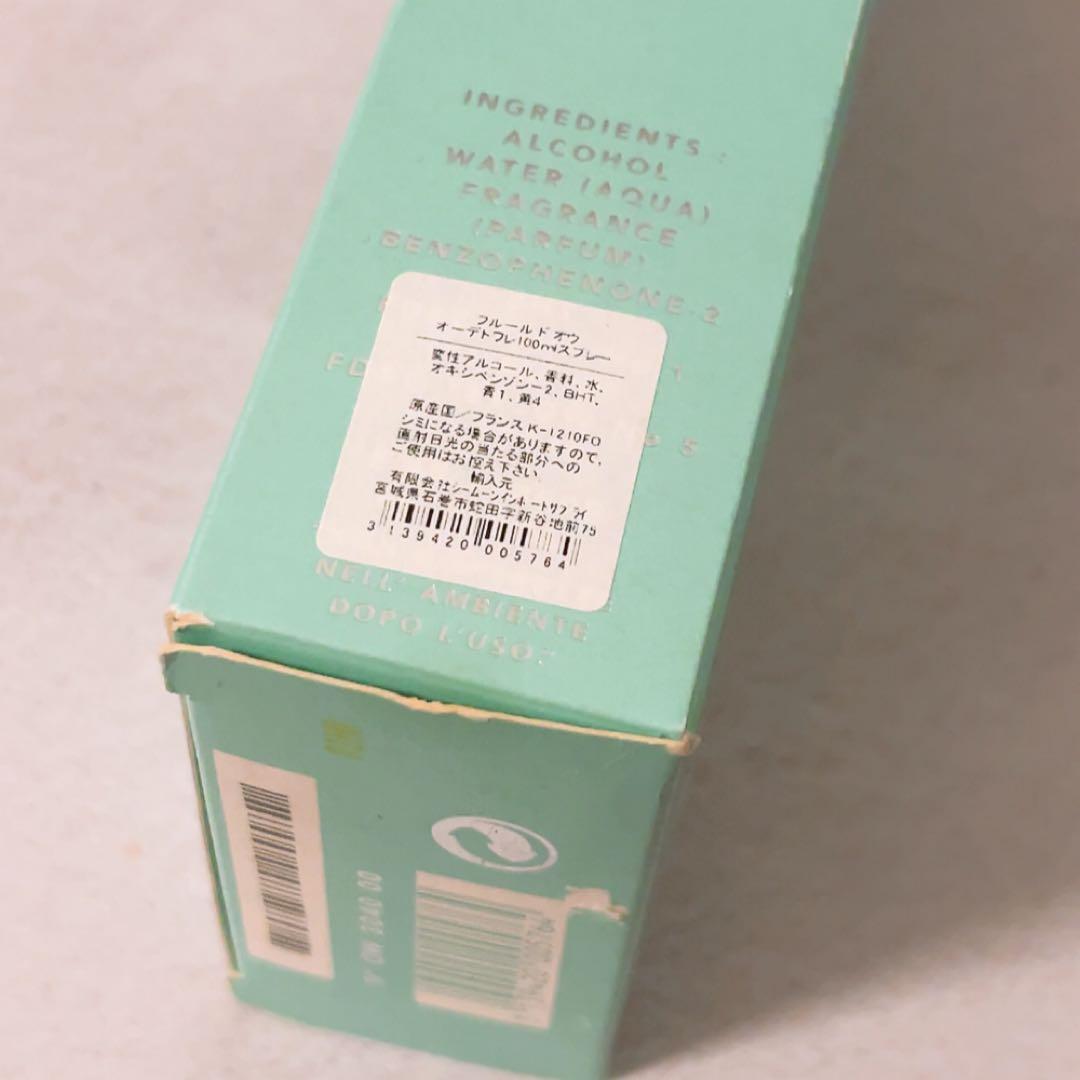 INGREDIENTS :
ALCOHOL
WATER (AQUA)
FRAGRANCE
(PARFUM)
BENZOPHENONE-2
フルールドオウ
オーデトフレ100mlスプレー
変性アルコール、香料、水、
オキシベンゾン−2、BHT、
青1、黄4
原産国/フランス K-1210FO
シミになる場合がありますので、
直射日光の当たる部分への
ご使用はお控え下さい
輸入元
有限会社シームーンインポートサプライ
宮城県石巻市蛇田字新谷地前75
3 139420 005764
FD
1
5
NELL' AMBIENTE
DOPO L'USO."